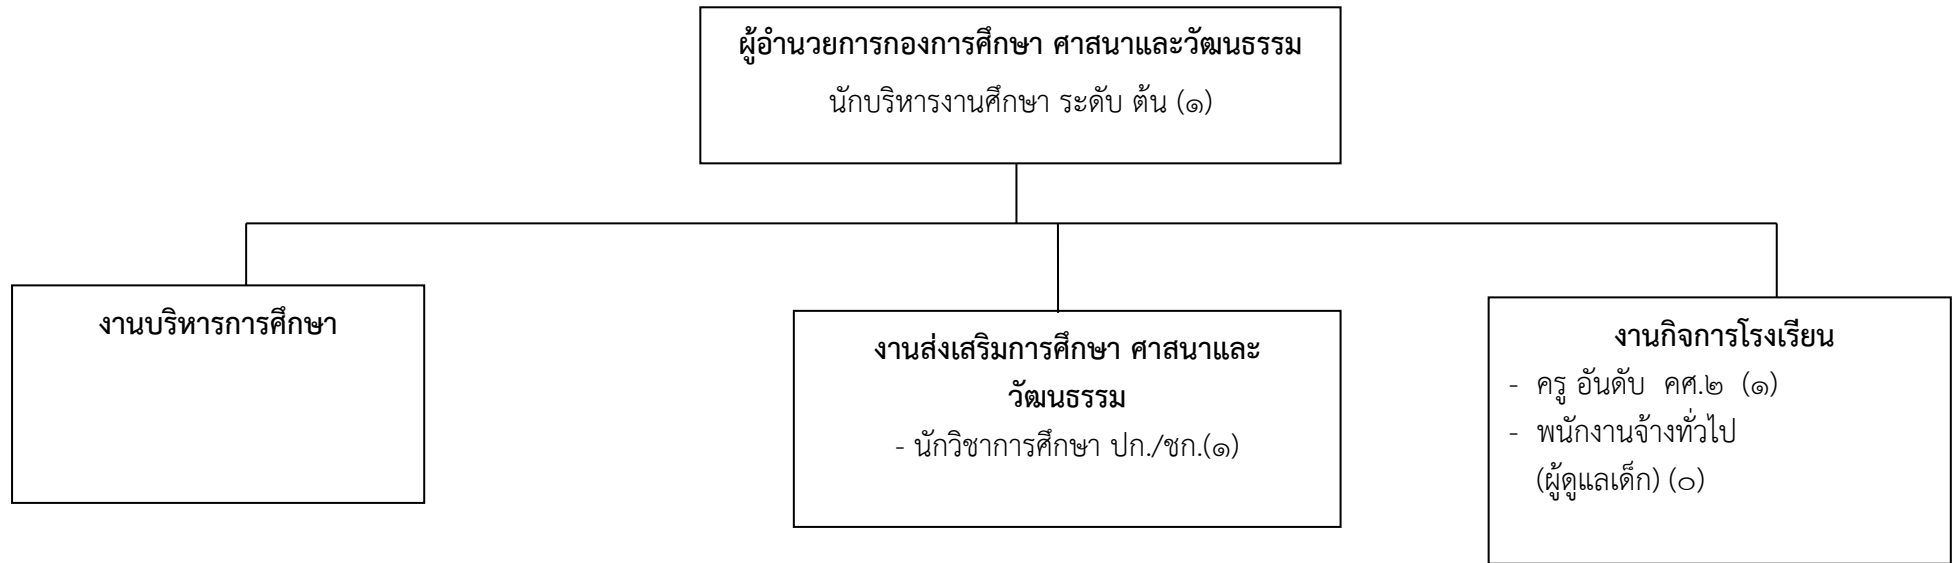 ผู้อำนวยการกองการศึกษา ศาสนาและวัฒนธรรม
นักบริหารงานศึกษา ระดับ ต้น (๑)
งานบริหารการศึกษา
งานส่งเสริมการศึกษา ศาสนาและ
วัฒนธรรม
- นักวิชาการศึกษา ปก./ชก.(๑)
งานกิจการโรงเรียน
- ครู อันดับ คศ.๒ (๑)
- พนักงานจ้างทั่วไป
(ผู้ดูแลเด็ก) (๐)